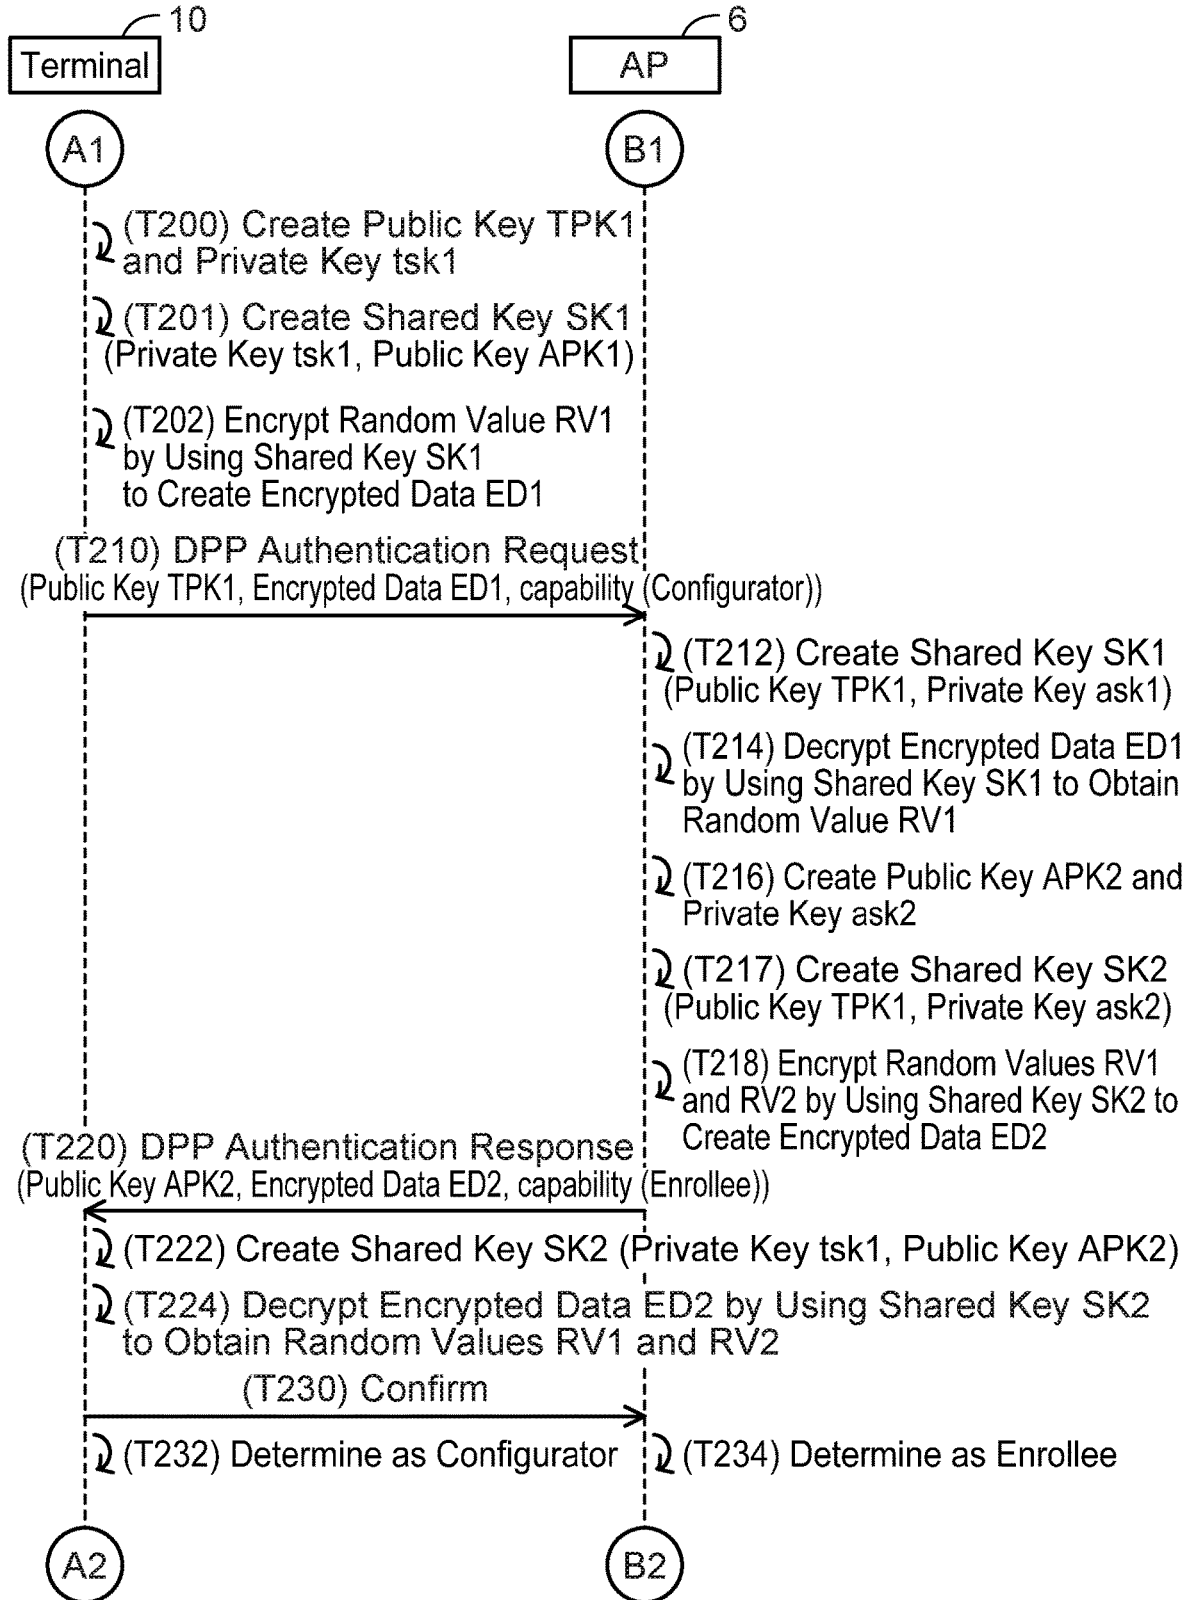 10
6
Terminal
AP
A1
B1
(T200) Create Public Key TPK1
and Private Key tsk1
(T201) Create Shared Key SK1
(Private Key tsk1, Public Key APK1)
(T202) Encrypt Random Value RV1
by Using Shared Key SK1
to Create Encrypted Data ED1
(T210) DPP Authentication Request
(Public Key TPK1, Encrypted Data ED1, capability (Configurator))
(T212) Create Shared Key SK1
(Public Key TPK1, Private Key ask1)
(T214) Decrypt Encrypted Data ED1
by Using Shared Key SK1 to Obtain
Random Value RV1
(T216) Create Public Key APK2 and
Private Key ask2
(T217) Create Shared Key SK2
(Public Key TPK1, Private Key ask2)
(T218) Encrypt Random Values RV1
and RV2 by Using Shared Key SK2 to
Create Encrypted Data ED2
(T220) DPP Authentication Response
(Public Key APK2, Encrypted Data ED2, capability (Enrollee))
(T222) Create Shared Key SK2 (Private Key tsk1, Public Key APK2)
(T224) Decrypt Encrypted Data ED2 by Using Shared Key SK2
to Obtain Random Values RV1 and RV2
(T230) Confirm
(T232) Determine as Configurator
(T234) Determine as Enrollee
A2
B2